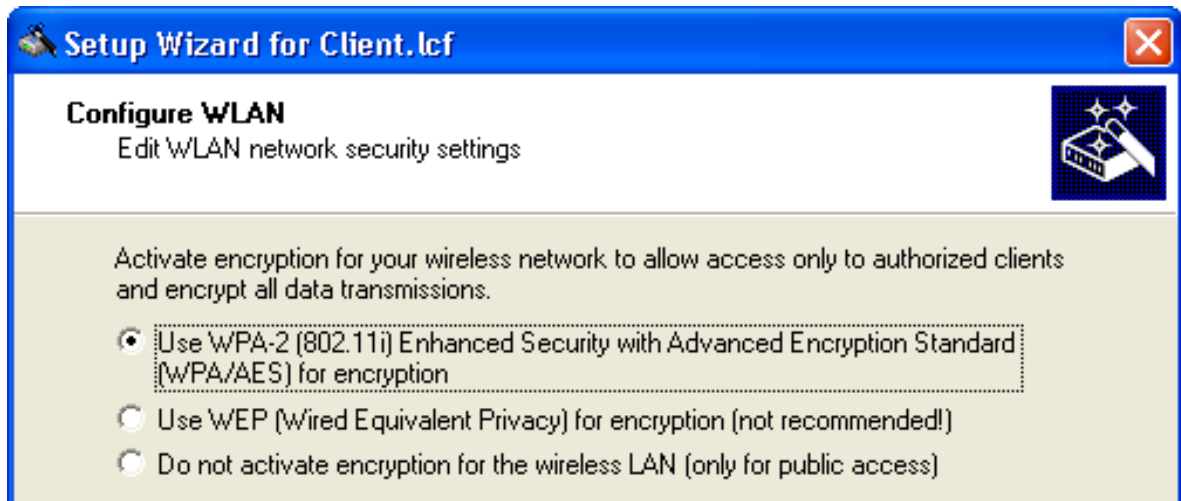 Setup Wizard for Client.lcf
Configure WLAN
Edit WLAN network security settings
Activate encryption for your wireless network to allow access only to authorized clients
and encrypt all data transmissions.
Use WPA-2 (802.11i) Enhanced Security with Advanced Encryption Standard
(WPA/AES) for encryption
Use WEP (Wired Equivalent Privacy) for encryption (not recommended!)
Do not activate encryption for the wireless LAN (only for public access)